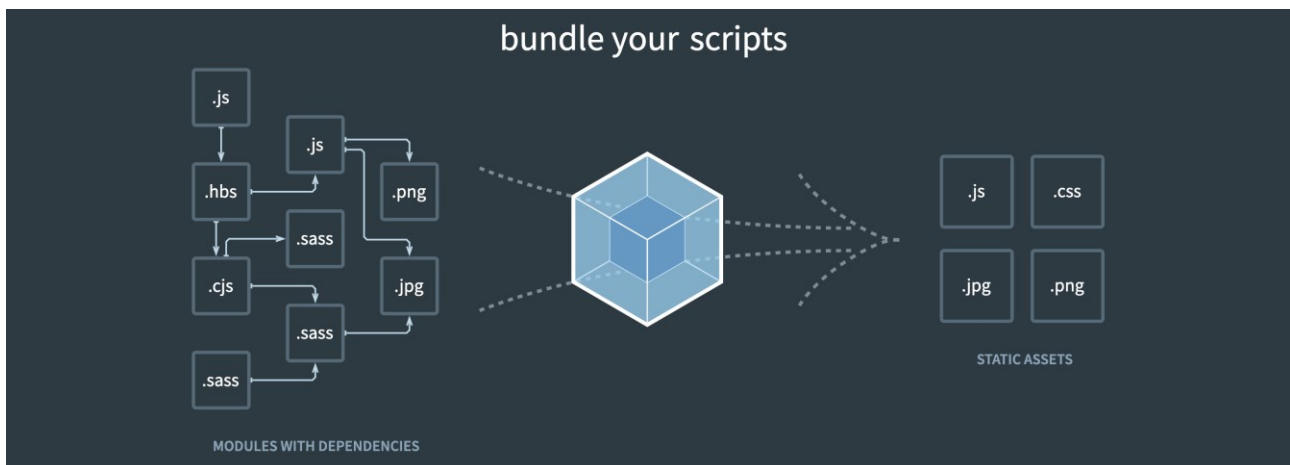 bundle your scripts
.js
.js
.hbs
.png
.sass
.cjs
.jpg
.sass
.sass
MODULES WITH DEPENDENCIES
.js
.css
.jpg
.png
STATIC ASSETS